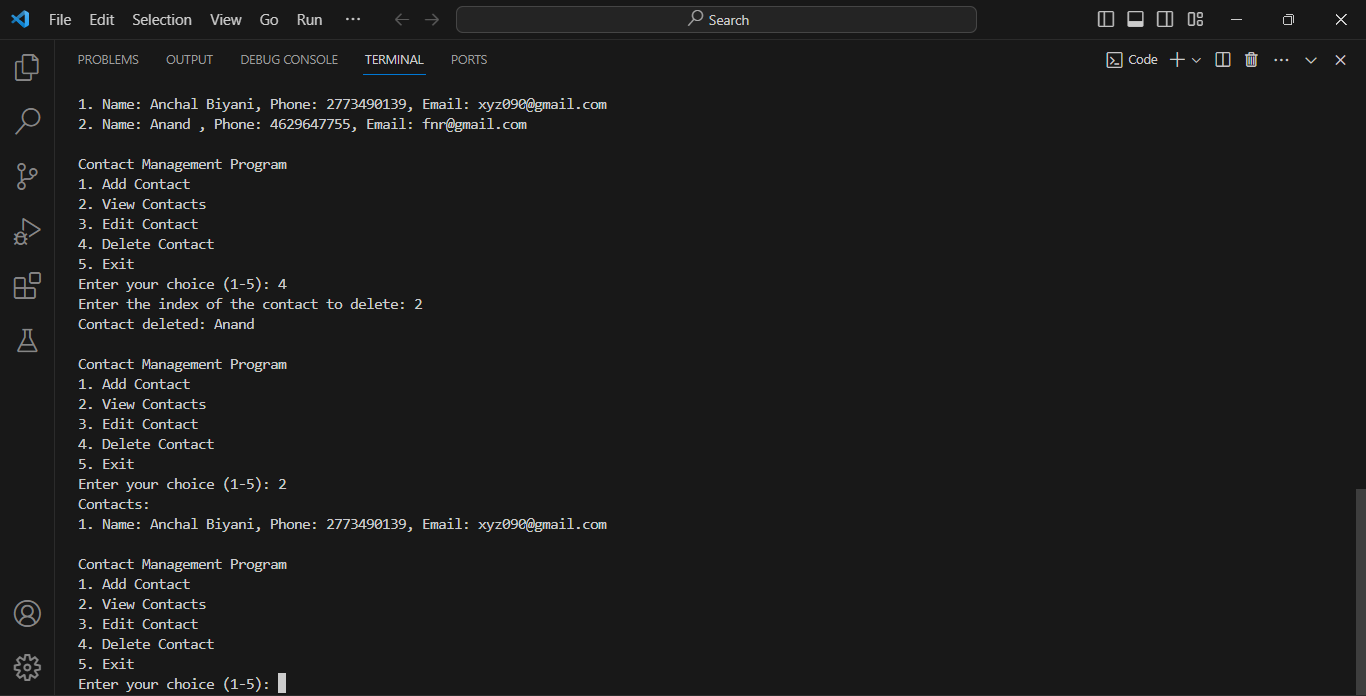 File Edit Selection View Go Run ··· Search
PROBLEMS OUTPUT DEBUG CONSOLE TERMINAL PORTS Code
1. Name: Anchal Biyani, Phone: 2773490139, Email: xyz090@gmail.com
2. Name: Anand , Phone: 4629647755, Email: fnr@gmail.com
Contact Management Program
1. Add Contact
2. View Contacts
3. Edit Contact
4. Delete Contact
5. Exit
Enter your choice (1-5): 4
Enter the index of the contact to delete: 2
Contact deleted: Anand
Contact Management Program
1. Add Contact
2. View Contacts
3. Edit Contact
4. Delete Contact
5. Exit
Enter your choice (1-5): 2
Contacts:
1. Name: Anchal Biyani, Phone: 2773490139, Email: xyz090@gmail.com
Contact Management Program
1. Add Contact
2. View Contacts
3. Edit Contact
4. Delete Contact
5. Exit
Enter your choice (1-5):